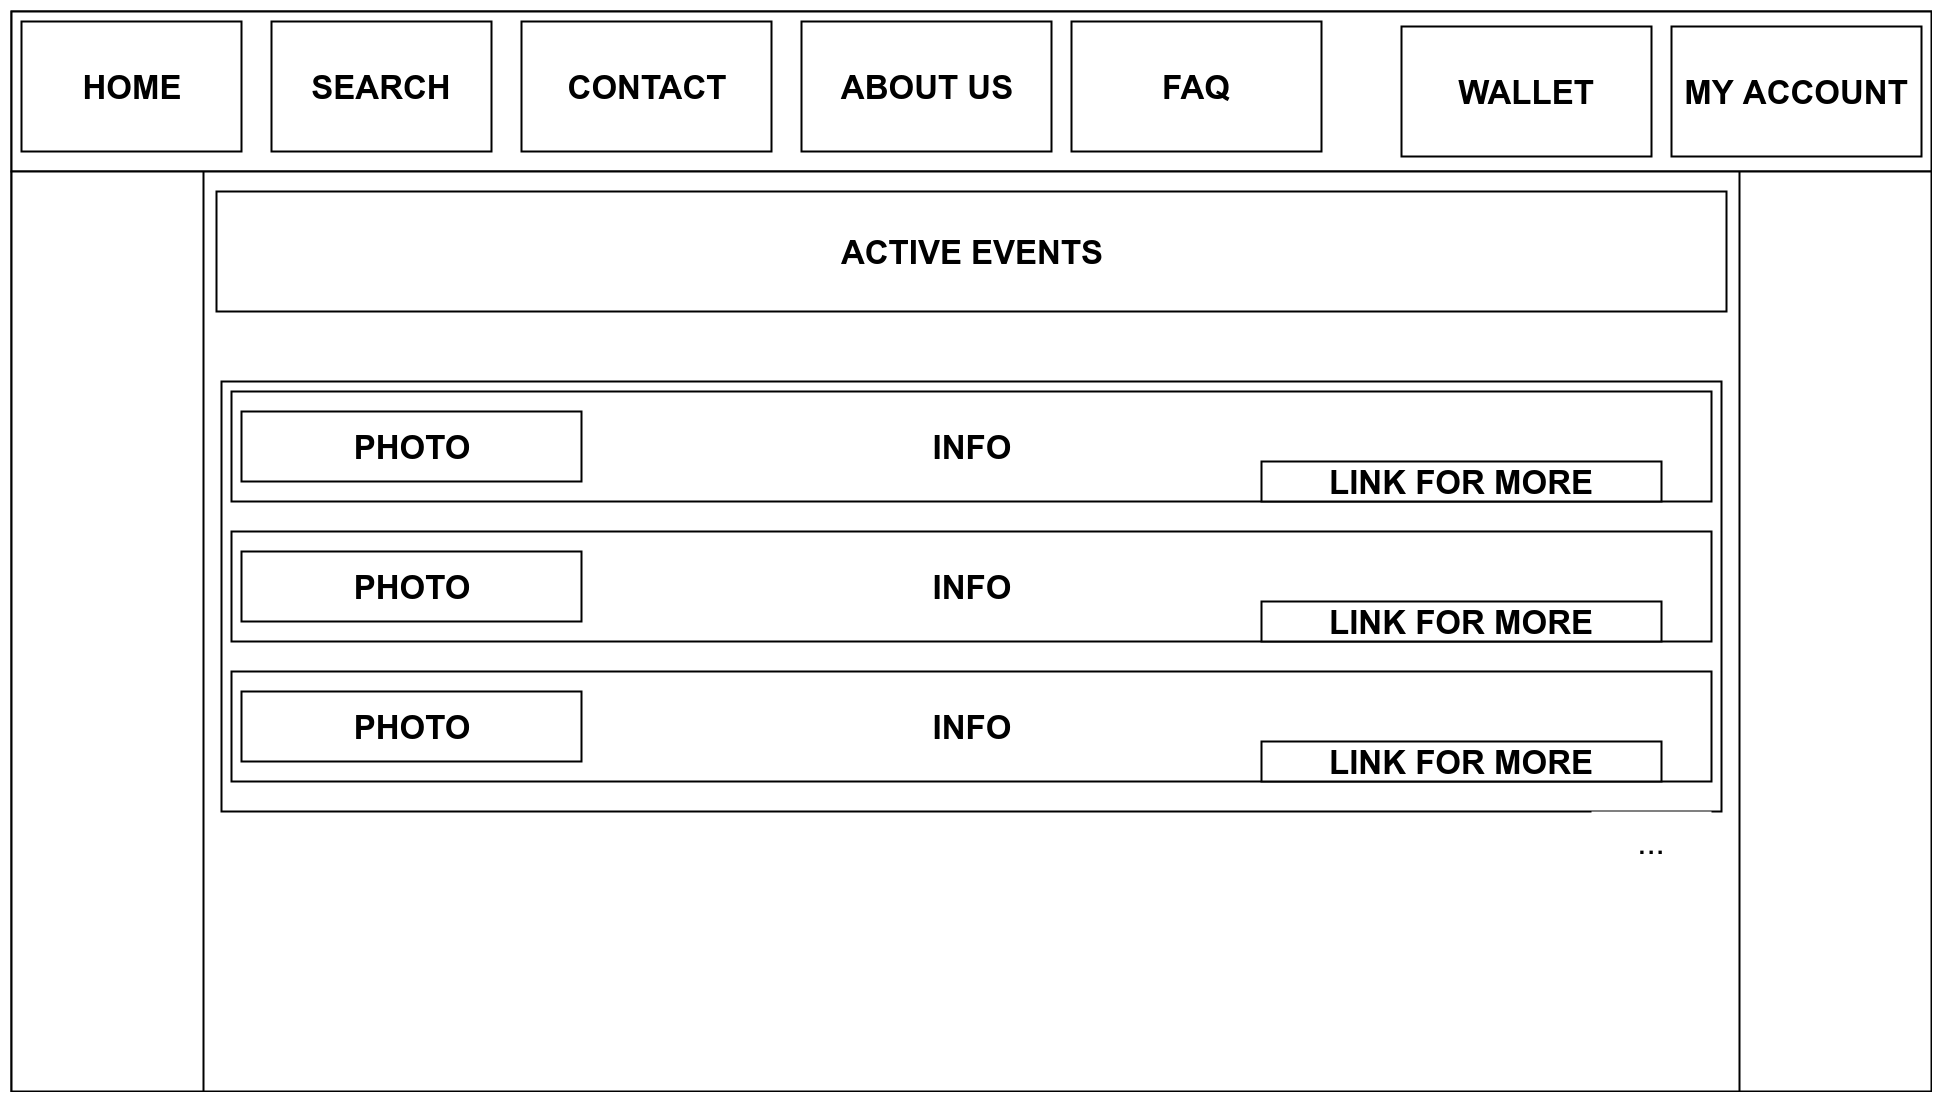 HOME
SEARCH
CONTACT
ABOUT US
FAQ
WALLET
MY ACCOUNT
ACTIVE EVENTS
PHOTO
INFO
LINK FOR MORE
PHOTO
INFO
LINK FOR MORE
PHOTO
INFO
LINK FOR MORE
...